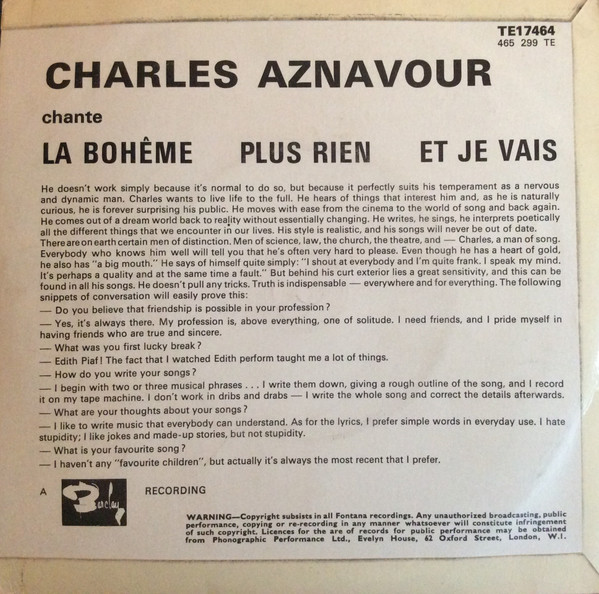 TE17464
465 299 TE
CHARLES AZNAVOUR
chante
LA BOHÊME PLUS RIEN ET JE VAIS
He doesn't work simply because it's normal to do so, but because it perfectly suits his temperament as a nervous
and dynamic man. Charles wants to live life to the full. He hears of things that interest him and, as he is naturally
curious, he is forever surprising his public. He moves with ease from the cinema to the world of song and back again.
He comes out of a dream world back to reality without essentially changing. He writes, he sings, he interprets poetically
all the different things that we encounter in our lives. His style is realistic, and his songs will never be out of date.
There are on earth certain men of distinction. Men of science, law, the church, the theatre, and — Charles, a man of song.
Everybody who knows him well will tell you that he's often very hard to please. Even though he has a heart of gold,
he also has "a big mouth." He says of himself quite simply: "I shout at everybody and I'm quite frank. I speak my mind.
It's perhaps a quality and at the same time a fault." But behind his curt exterior lies a great sensitivity, and this can be
found in all his songs. He doesn't pull any tricks. Truth is indispensable — everywhere and for everything. The following
snippets of conversation will easily prove this:
— Do you believe that friendship is possible in your profession?
— Yes, it's always there. My profession is, above everything, one of solitude. I need friends, and I pride myself in
having friends who are true and sincere.
— What was you first lucky break?
— Edith Piaf! The fact that I watched Edith perform taught me a lot of things.
— How do you write your songs?
— I begin with two or three musical phrases . . . I write them down, giving a rough outline of the song, and I record
it on my tape machine. I don't work in dribs and drabs — I write the whole song and correct the details afterwards.
— What are your thoughts about your songs?
— I like to write music that everybody can understand. As for the lyrics, I prefer simple words in everyday use. I hate
stupidity; I like jokes and made-up stories, but not stupidity.
— What is your favourite song?
— I haven't any "favourite children", but actually it's always the most recent that I prefer.
A Barclay RECORDING
WARNING—Copyright subsists in all Fontana recordings. Any unauthorized broadcasting, public
performance, copying or re-recording in any manner whatsoever will constitute infringement
of such copyright. Licences for the are of records for public performance may be obtained
from Phonographic Performance Ltd., Evelyn House, 62 Oxford Street, London, W.1.